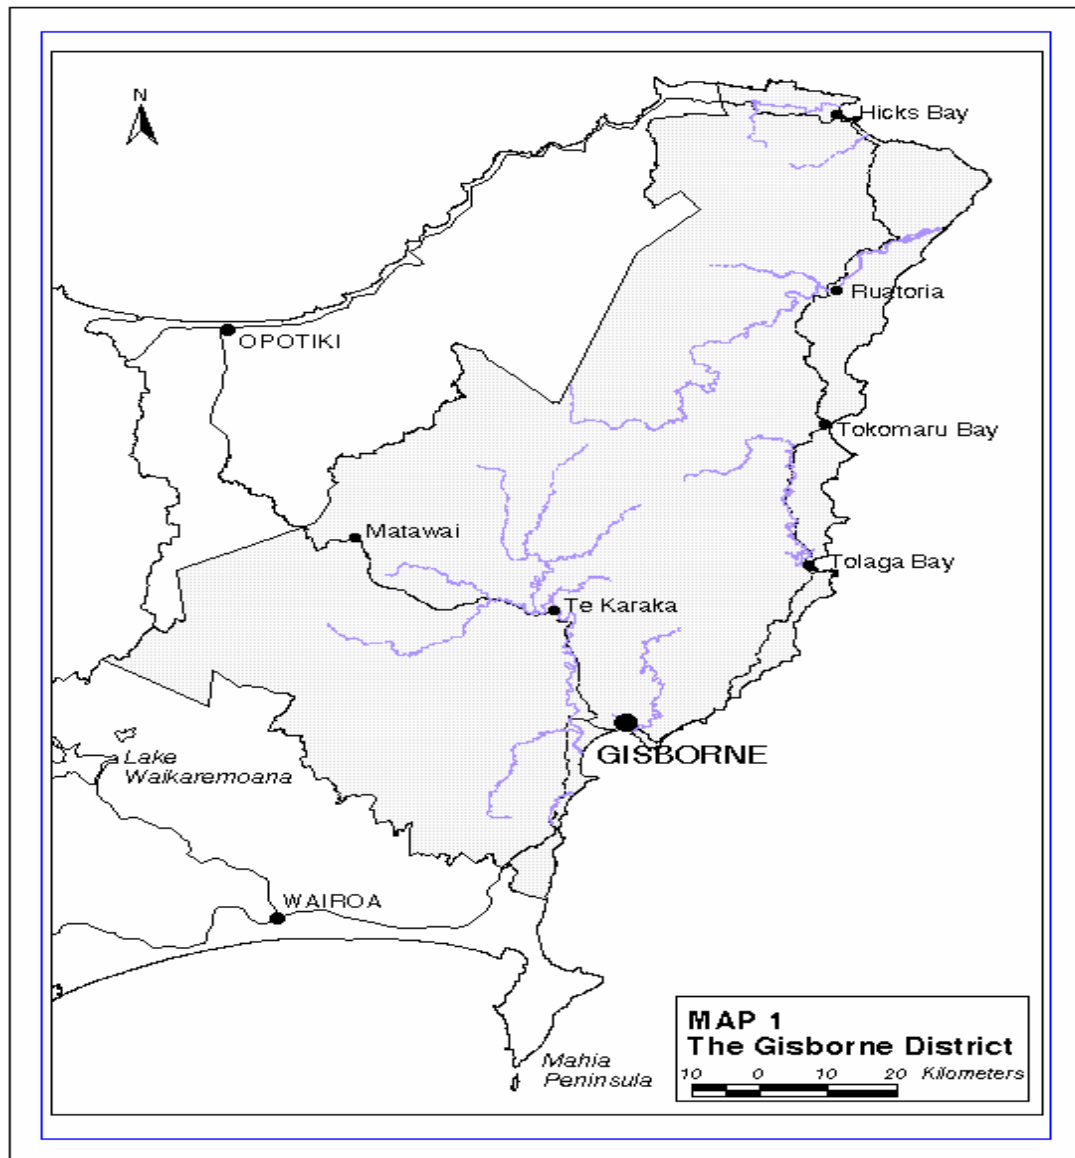 N
Hicks Bay
Ruatoria
OPOTIKI
Tokomaru Bay
Matawai
Tolaga Bay
Te Karaka
GISBORNE
Lake
Waikaremoana
WAIROA
Mahia
Peninsula
MAP 1
The Gisborne District
10 0 10 20 Kilometers